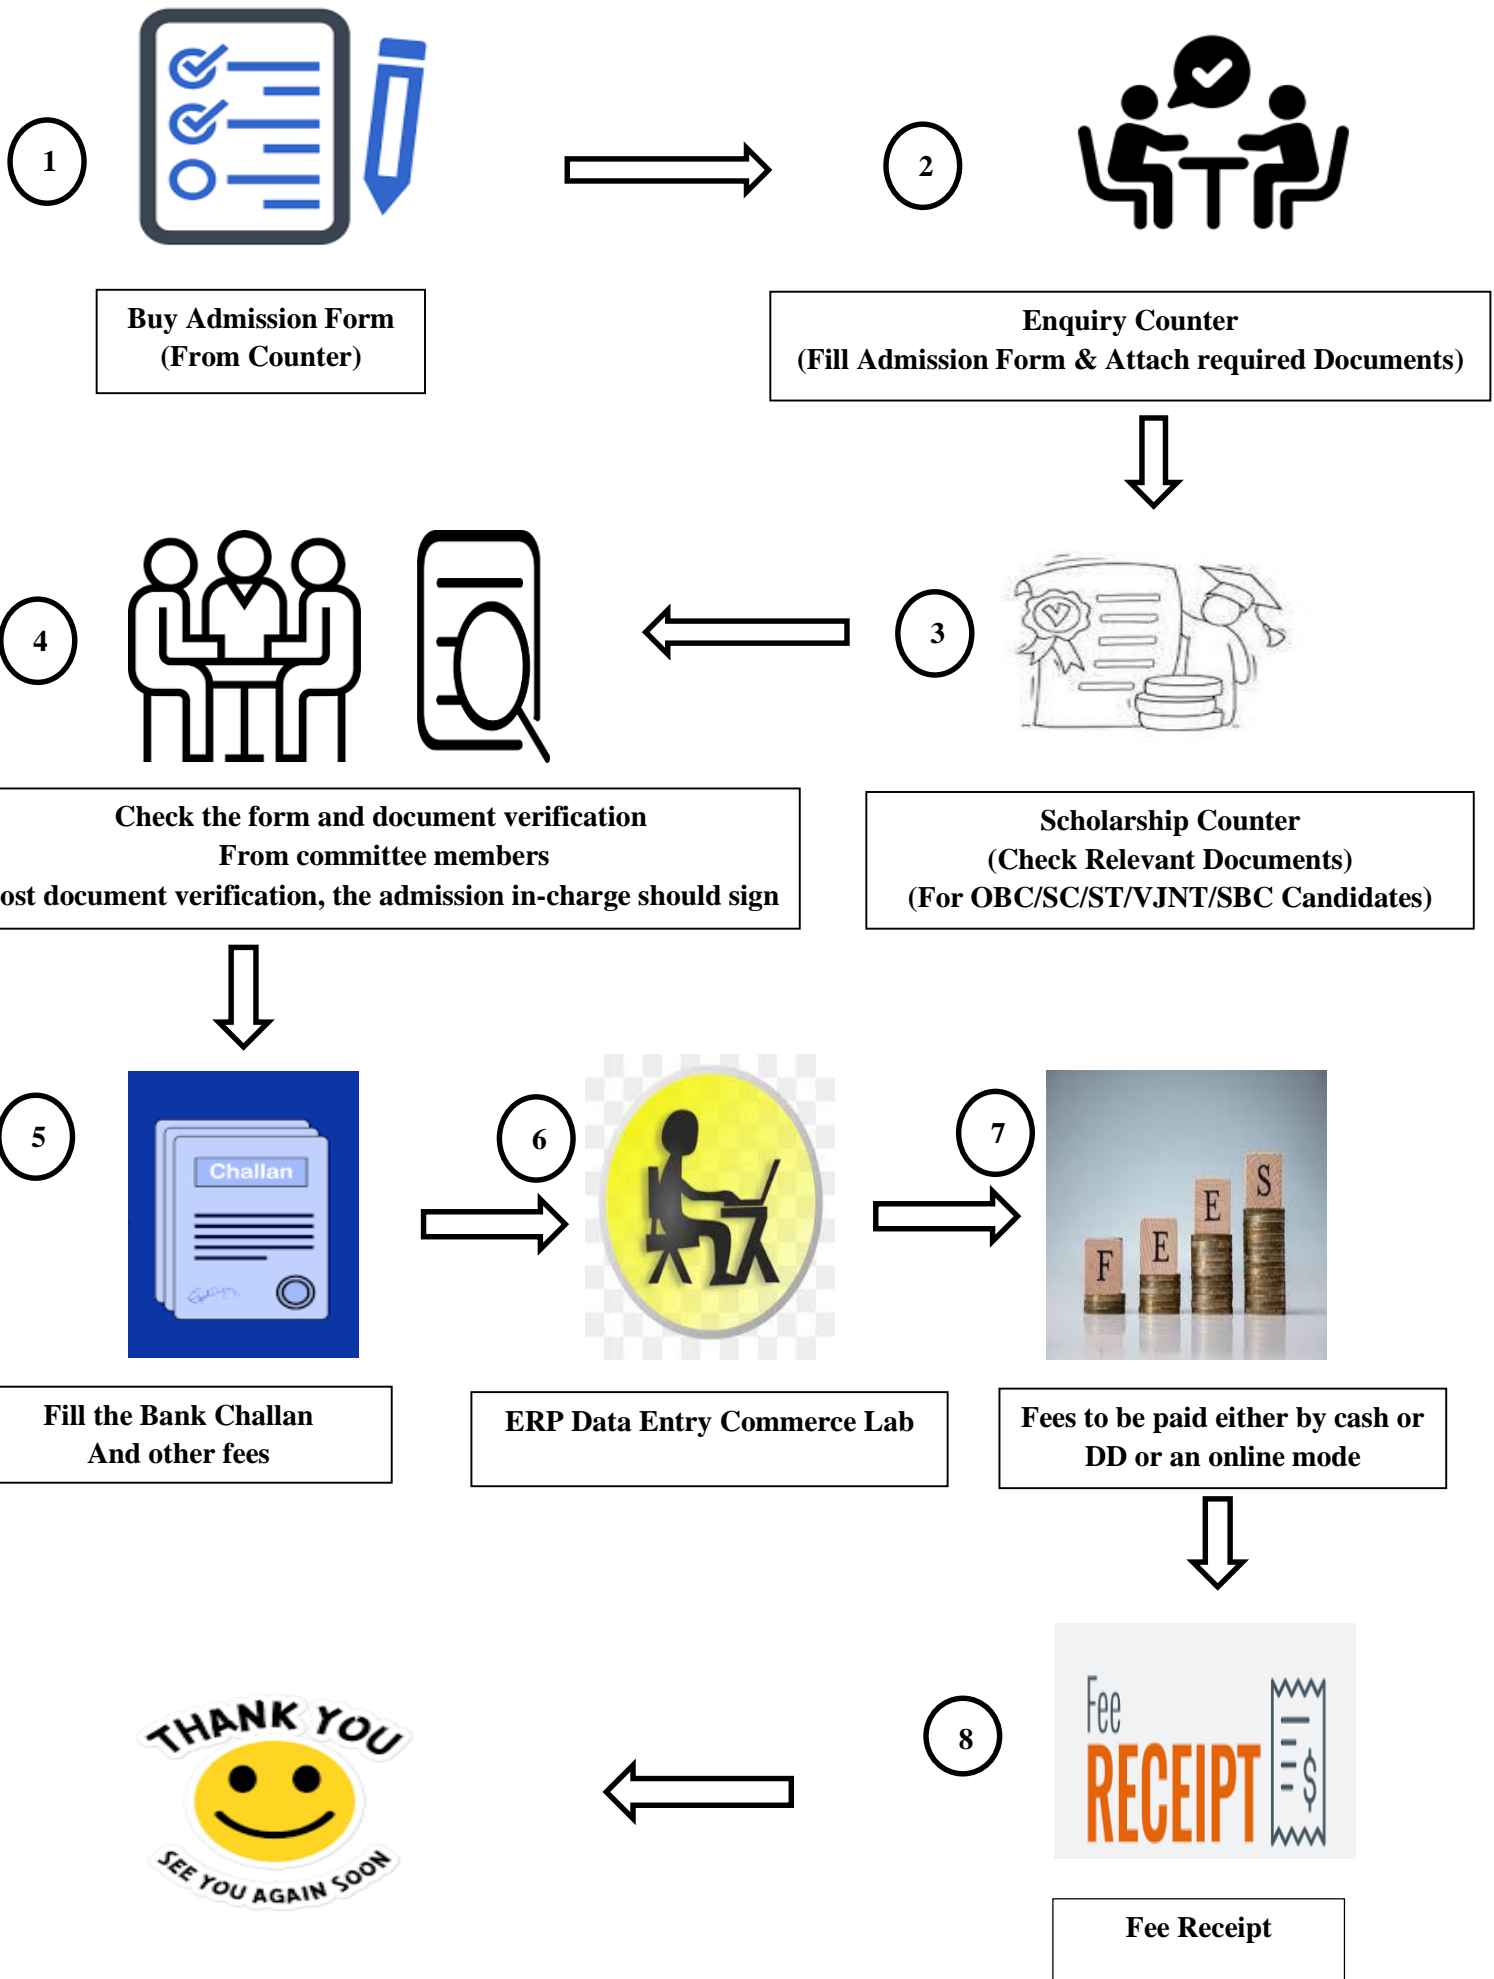 1
2
Buy Admission Form
(From Counter)
Enquiry Counter
(Fill Admission Form & Attach required Documents)
4
3
Check the form and document verification
From committee members
ost document verification, the admission in-charge should sign
Scholarship Counter
(Check Relevant Documents)
(For OBC/SC/ST/VJNT/SBC Candidates)
5
Challan
6
7
F E E S
Fill the Bank Challan
And other fees
ERP Data Entry Commerce Lab
Fees to be paid either by cash or
DD or an online mode
THANK YOU
SEE YOU AGAIN SOON
8
Fee
RECEIPT
$
Fee Receipt